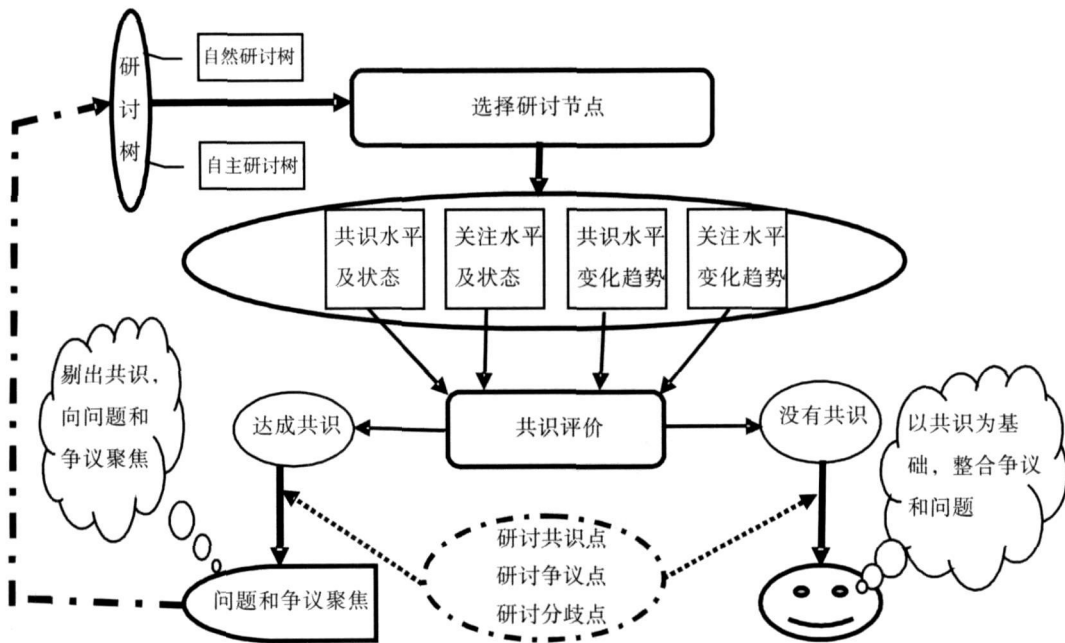 研
讨
树
自然研讨树
自主研讨树
选择研讨节点
共识水平
及状态
关注水平
及状态
共识水平
变化趋势
关注水平
变化趋势
剔出共识，
向问题和
争议聚焦
达成共识
共识评价
没有共识
以共识为基
础，整合争议
和问题
研讨共识点
研讨争议点
研讨分歧点
问题和争议聚焦